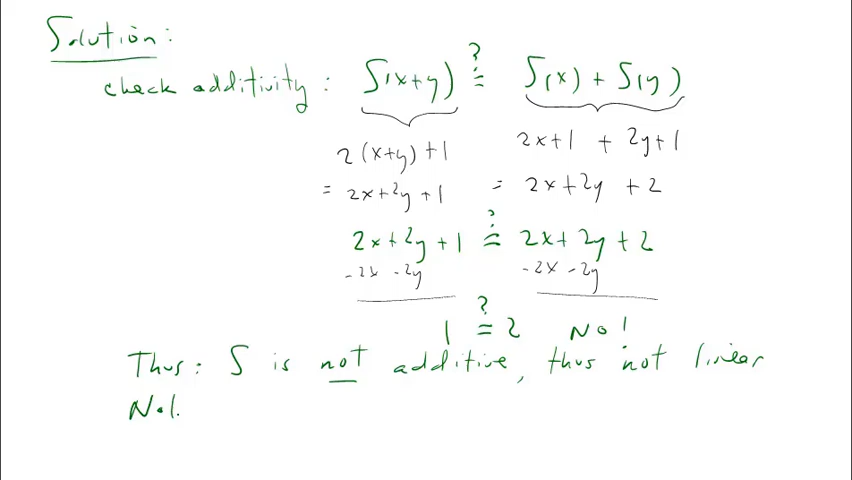 Solution:
check additivity: S(x+y) ≟ S(x) + S(y)
2(x+y)+1 2x+1 + 2y+1
= 2x+2y+1 = 2x+2y+2
2x+2y+1 ≟ 2x+2y+2
-2x -2y -2x -2y
1 ≟ 2 No!
Thus: S is not additive, thus not linear
No!